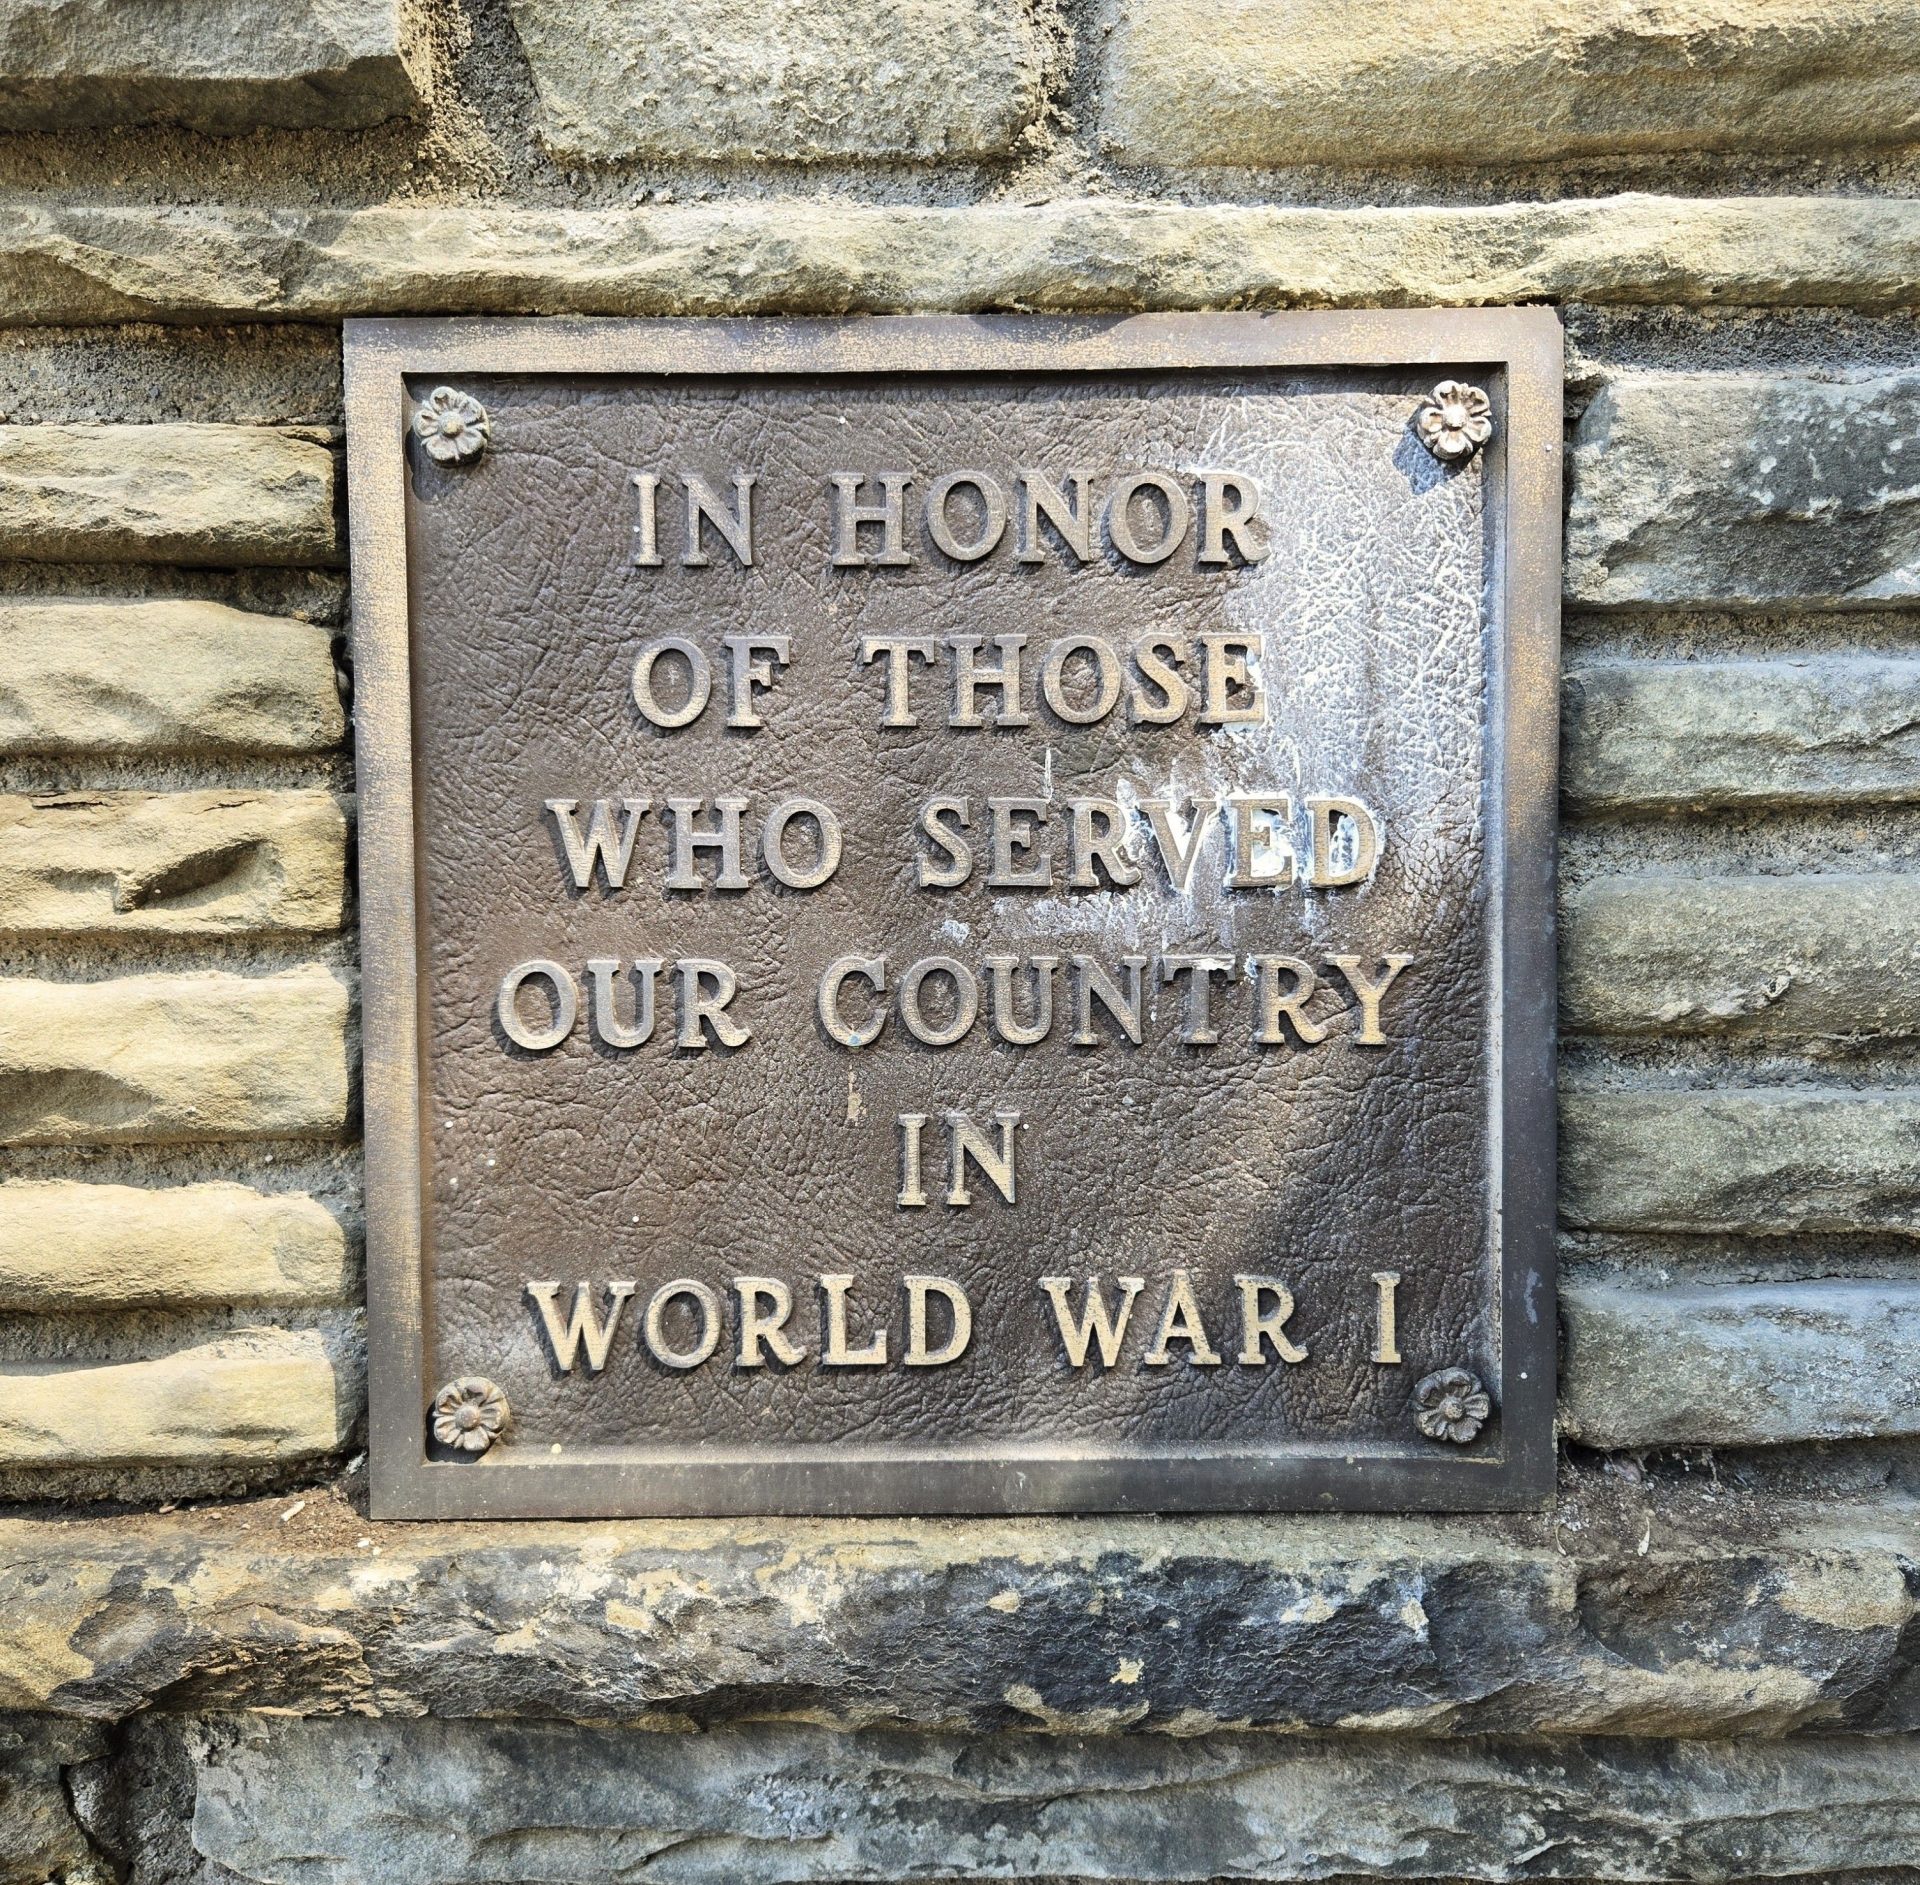 IN HONOR
OF THOSE
WHO SERVED
OUR COUNTRY
IN
WORLD WAR I